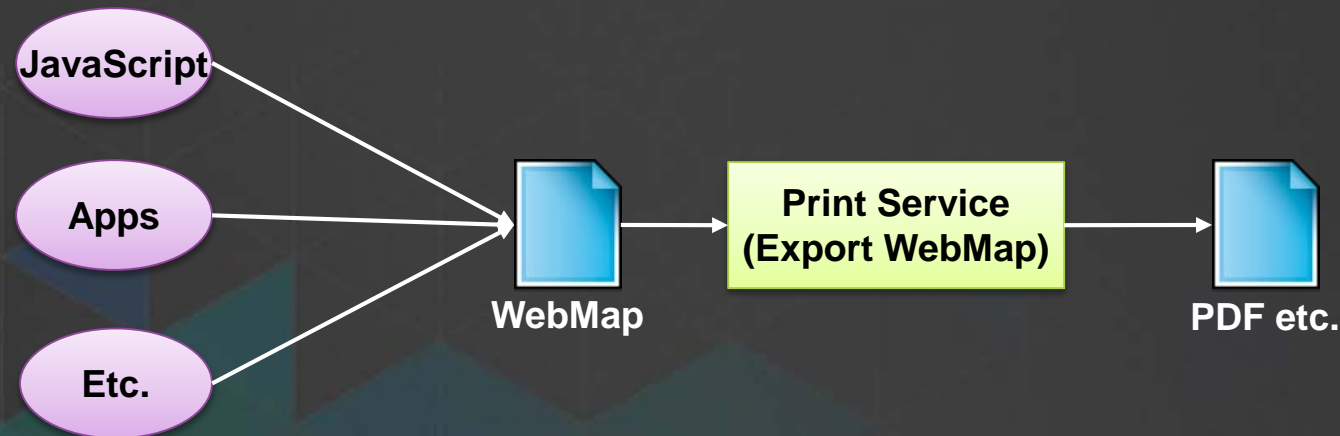 JavaScript
Apps
Etc.
WebMap
Print Service
(Export WebMap)
PDF etc.